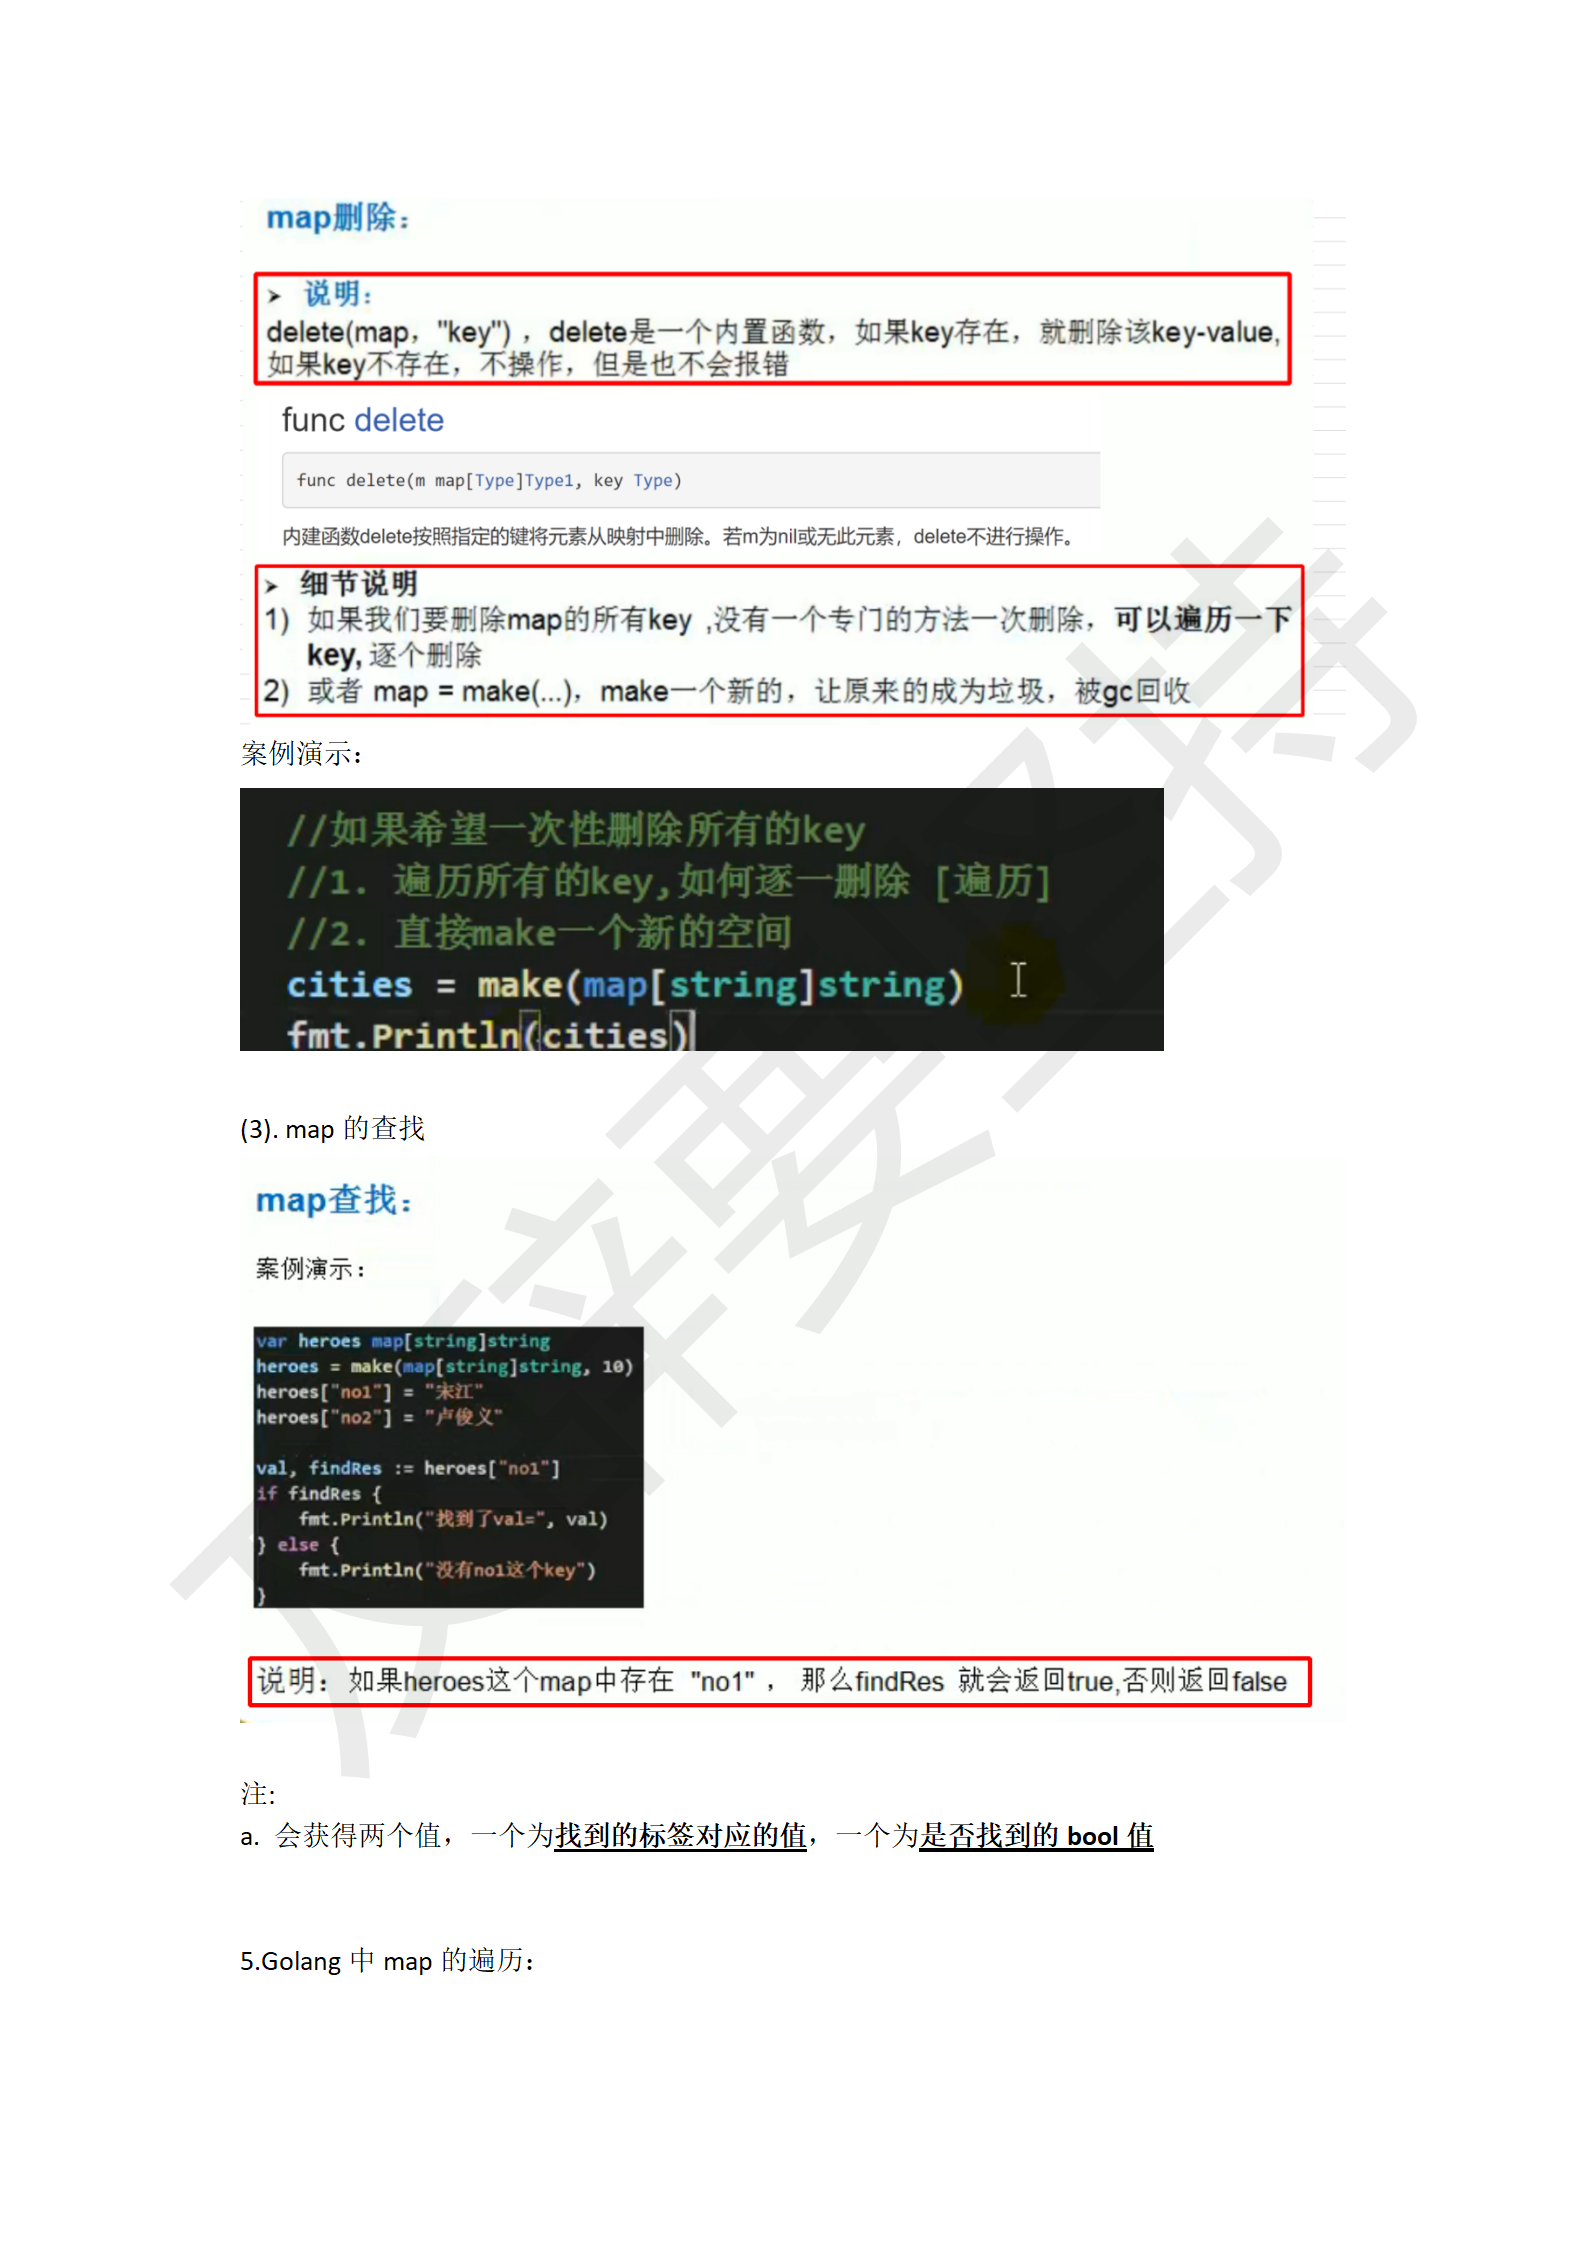 map删除：
➢ 说明：
delete(map，"key") ，delete是一个内置函数，如果key存在，就删除该key-value,
如果key不存在，不操作，但是也不会报错
func delete
func delete(m map[Type]Type1, key Type)
内建函数delete按照指定的键将元素从映射中删除。若m为nil或无此元素，delete不进行操作。
➢ 细节说明
1) 如果我们要删除map的所有key ,没有一个专门的方法一次删除，可以遍历一下
key, 逐个删除
2) 或者 map = make(...)，make一个新的，让原来的成为垃圾，被gc回收
案例演示：
//如果希望一次性删除所有的key
//1. 遍历所有的key,如何逐一删除 [遍历]
//2. 直接make一个新的空间
cities = make(map[string]string)
fmt.Println(cities)
(3). map 的查找
map查找：
案例演示：
var heroes map[string]string
heroes = make(map[string]string, 10)
heroes["no1"] = "宋江"
heroes["no2"] = "卢俊义"
val, findRes := heroes["no1"]
if findRes {
fmt.Println("找到了val=", val)
} else {
fmt.Println("没有no1这个key")
}
说明：如果heroes这个map中存在 "no1" ， 那么findRes 就会返回true,否则返回false
注:
a. 会获得两个值，一个为找到的标签对应的值，一个为是否找到的 bool 值
5.Golang 中 map 的遍历：